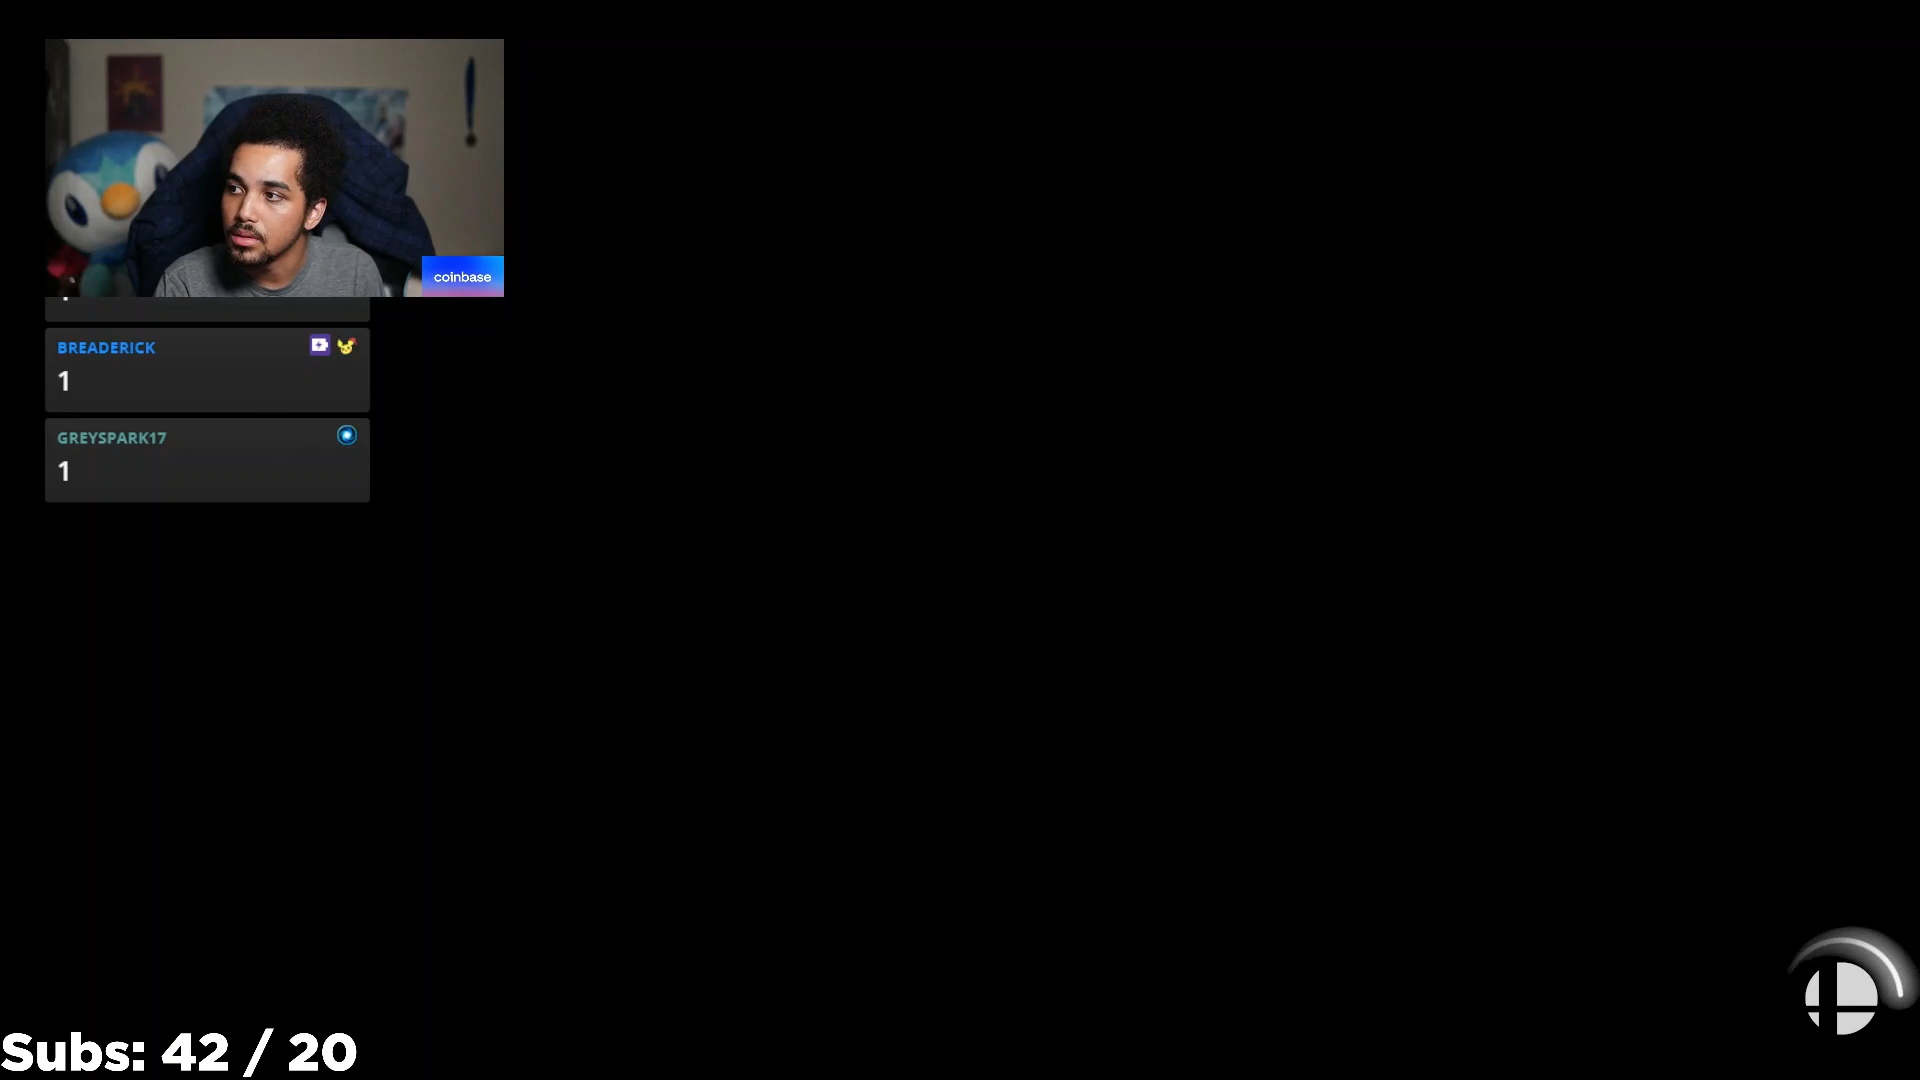 coinbase
BREADERICK
1
GREYSPARK17
1
Subs: 42 / 20